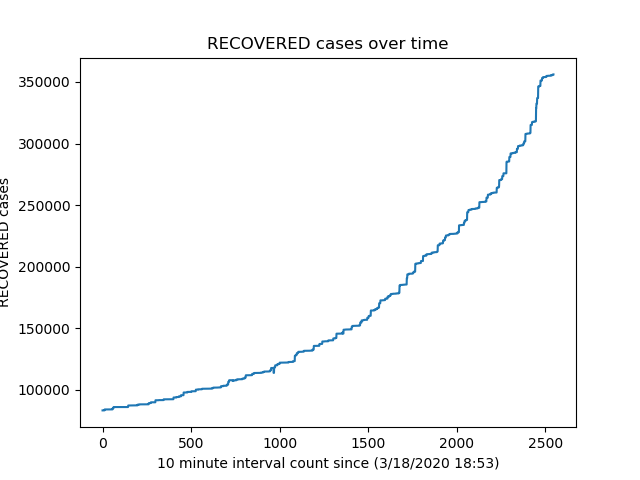 RECOVERED cases over time
RECOVERED cases
350000
300000
250000
200000
150000
100000
0 500 1000 1500 2000 2500
10 minute interval count since (3/18/2020 18:53)